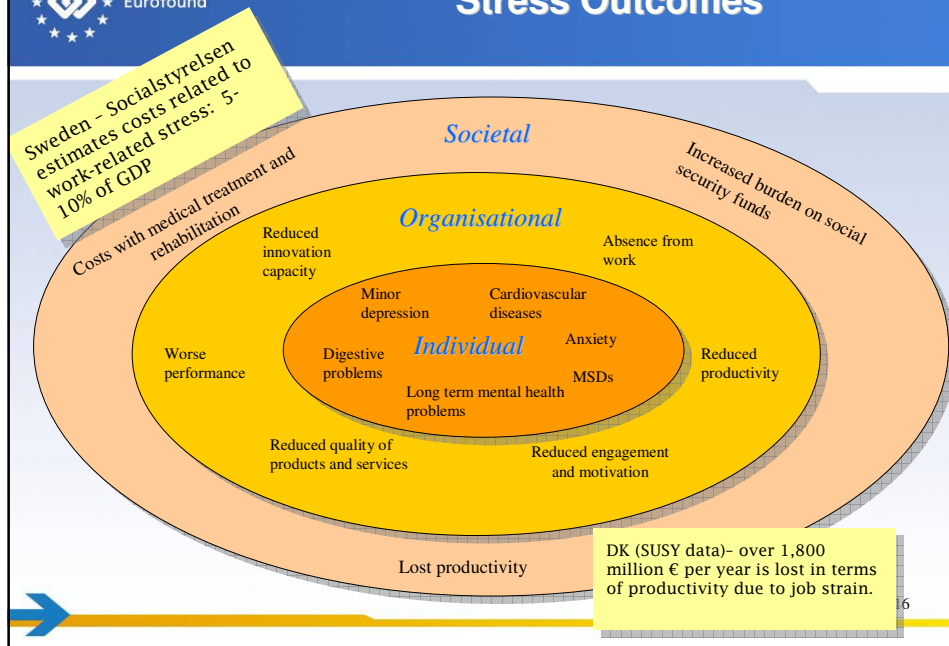 Eurofound
Stress Outcomes
Sweden – Socialstyrelsen
estimates costs related to
work-related stress: 5-
10% of GDP
Societal
Costs with medical treatment and
rehabilitation
Increased burden on social
security funds
Organisational
Reduced
innovation
capacity
Absence from
work
Minor
depression
Cardiovascular
diseases
Worse
performance
Digestive
problems
Individual
Anxiety
MSDs
Long term mental health
problems
Reduced
productivity
Reduced quality of
products and services
Reduced engagement
and motivation
Lost productivity
DK (SUSY data)– over 1,800
million € per year is lost in terms
of productivity due to job strain.
16